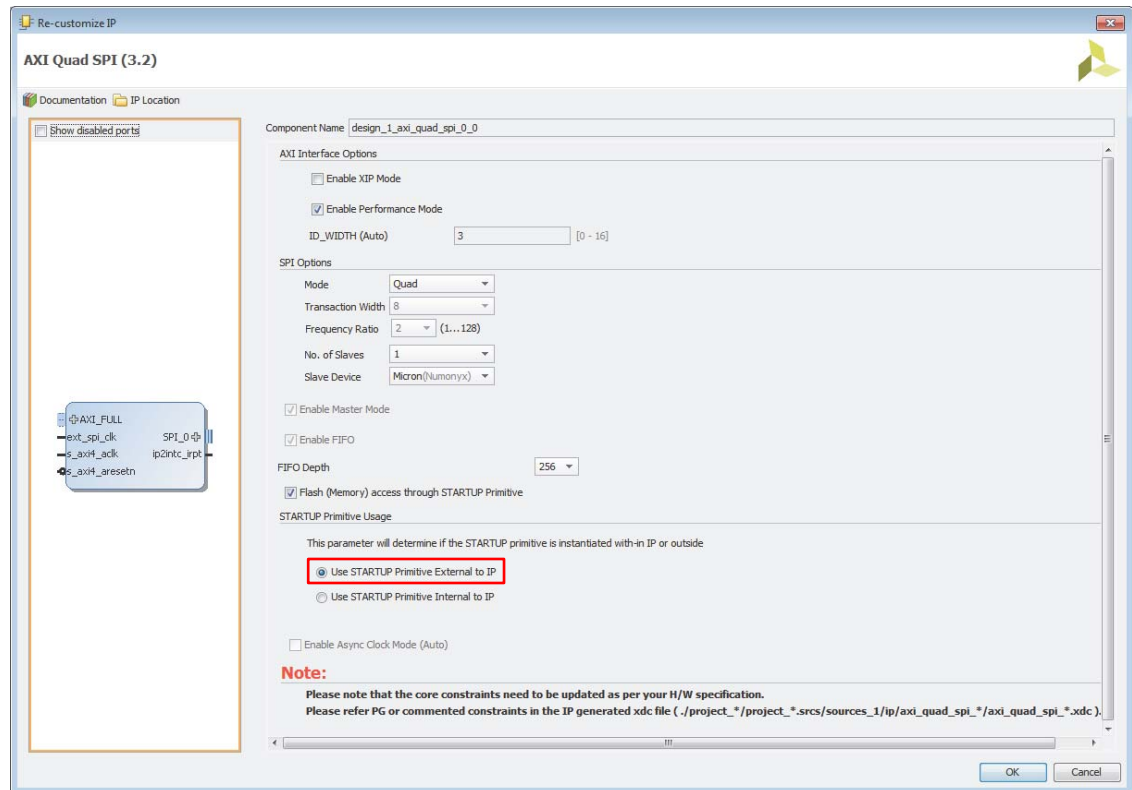 Re-customize IP
AXI Quad SPI (3.2)
Documentation IP Location
Show disabled ports
AXI_FULL
ext_spi_clk SPI_0
s_axi4_aclk ip2intc_irpt
s_axi4_aresetn
Component Name design_1_axi_quad_spi_0_0
AXI Interface Options
Enable XIP Mode
Enable Performance Mode
ID_WIDTH (Auto) 3 [0 - 16]
SPI Options
Mode Quad
Transaction Width 8
Frequency Ratio 2 (1...128)
No. of Slaves 1
Slave Device Micron(Numonyx)
Enable Master Mode
Enable FIFO
FIFO Depth 256
Flash (Memory) access through STARTUP Primitive
STARTUP Primitive Usage
This parameter will determine if the STARTUP primitive is instantiated with-in IP or outside
Use STARTUP Primitive External to IP
Use STARTUP Primitive Internal to IP
Enable Async Clock Mode (Auto)
Note:
Please note that the core constraints need to be updated as per your H/W specification.
Please refer PG or commented constraints in the IP generated xdc file ( ./project_*/project_*.srcs/sources_1/ip/axi_quad_spi_*/axi_quad_spi_*.xdc ).
OK Cancel